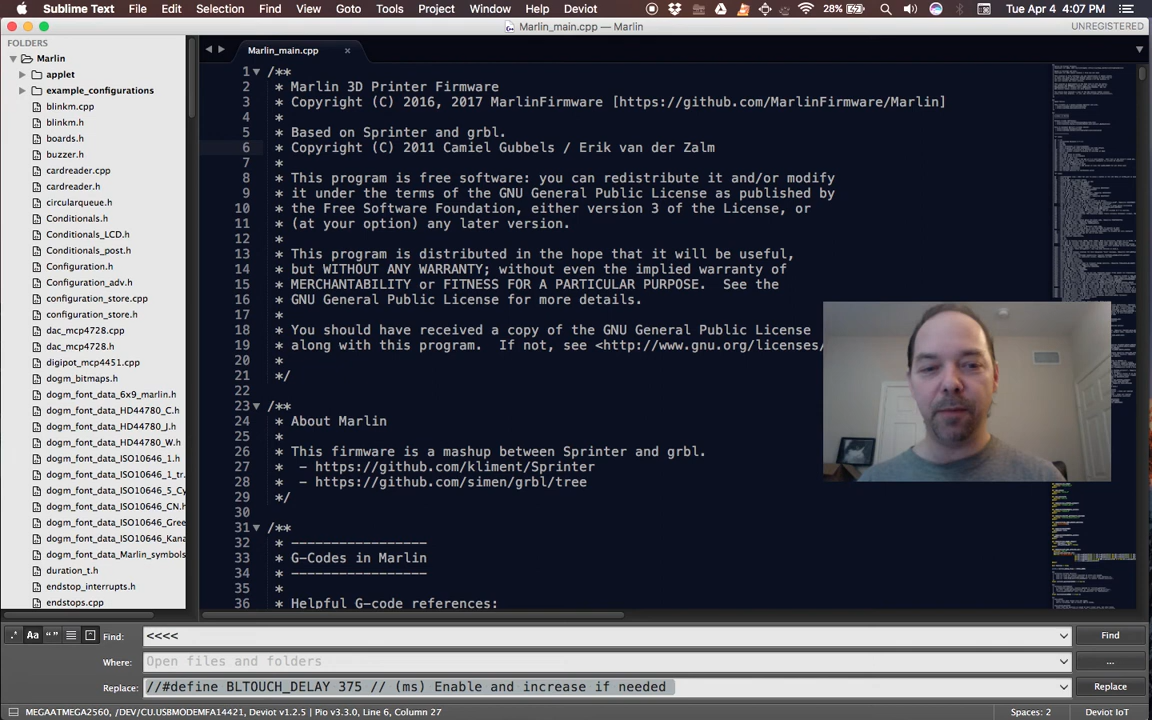 Sublime Text File Edit Selection Find View Goto Tools Project Window Help Deviot 28% Tue Apr 4 4:07 PM
Marlin_main.cpp — Marlin UNREGISTERED
FOLDERS
Marlin
applet
example_configurations
blinkm.cpp
blinkm.h
boards.h
buzzer.h
cardreader.cpp
cardreader.h
circularqueue.h
Conditionals.h
Conditionals_LCD.h
Conditionals_post.h
Configuration.h
Configuration_adv.h
configuration_store.cpp
configuration_store.h
dac_mcp4728.cpp
dac_mcp4728.h
digipot_mcp4451.cpp
dogm_bitmaps.h
dogm_font_data_6x9_marlin.h
dogm_font_data_HD44780_C.h
dogm_font_data_HD44780_J.h
dogm_font_data_HD44780_W.h
dogm_font_data_ISO10646_1.h
dogm_font_data_ISO10646_1_tr
dogm_font_data_ISO10646_5_Cy
dogm_font_data_ISO10646_CN.h
dogm_font_data_ISO10646_Gree
dogm_font_data_ISO10646_Kana
dogm_font_data_Marlin_symbols
duration_t.h
endstop_interrupts.h
endstops.cpp
Marlin_main.cpp ×
1 /**
2 * Marlin 3D Printer Firmware
3 * Copyright (C) 2016, 2017 MarlinFirmware [https://github.com/MarlinFirmware/Marlin]
4 *
5 * Based on Sprinter and grbl.
6 * Copyright (C) 2011 Camiel Gubbels / Erik van der Zalm
7 *
8 * This program is free software: you can redistribute it and/or modify
9 * it under the terms of the GNU General Public License as published by
10 * the Free Software Foundation, either version 3 of the License, or
11 * (at your option) any later version.
12 *
13 * This program is distributed in the hope that it will be useful,
14 * but WITHOUT ANY WARRANTY; without even the implied warranty of
15 * MERCHANTABILITY or FITNESS FOR A PARTICULAR PURPOSE.  See the
16 * GNU General Public License for more details.
17 *
18 * You should have received a copy of the GNU General Public License
19 * along with this program.  If not, see <http://www.gnu.org/licenses/
20 *
21 */
22
23 /**
24 * About Marlin
25 *
26 * This firmware is a mashup between Sprinter and grbl.
27 *  - https://github.com/kliment/Sprinter
28 *  - https://github.com/simen/grbl/tree
29 */
30
31 /**
32 * -----------------
33 * G-Codes in Marlin
34 * -----------------
35 *
36 * Helpful G-code references:
.* Aa “” Find: <<<< Find
Where: Open files and folders ...
Replace: //#define BLTOUCH_DELAY 375 // (ms) Enable and increase if needed Replace
MEGAATMEGA2560, /DEV/CU.USBMODEMFA14421, Deviot v1.2.5 | Pio v3.3.0, Line 6, Column 27 Spaces: 2 Deviot IoT